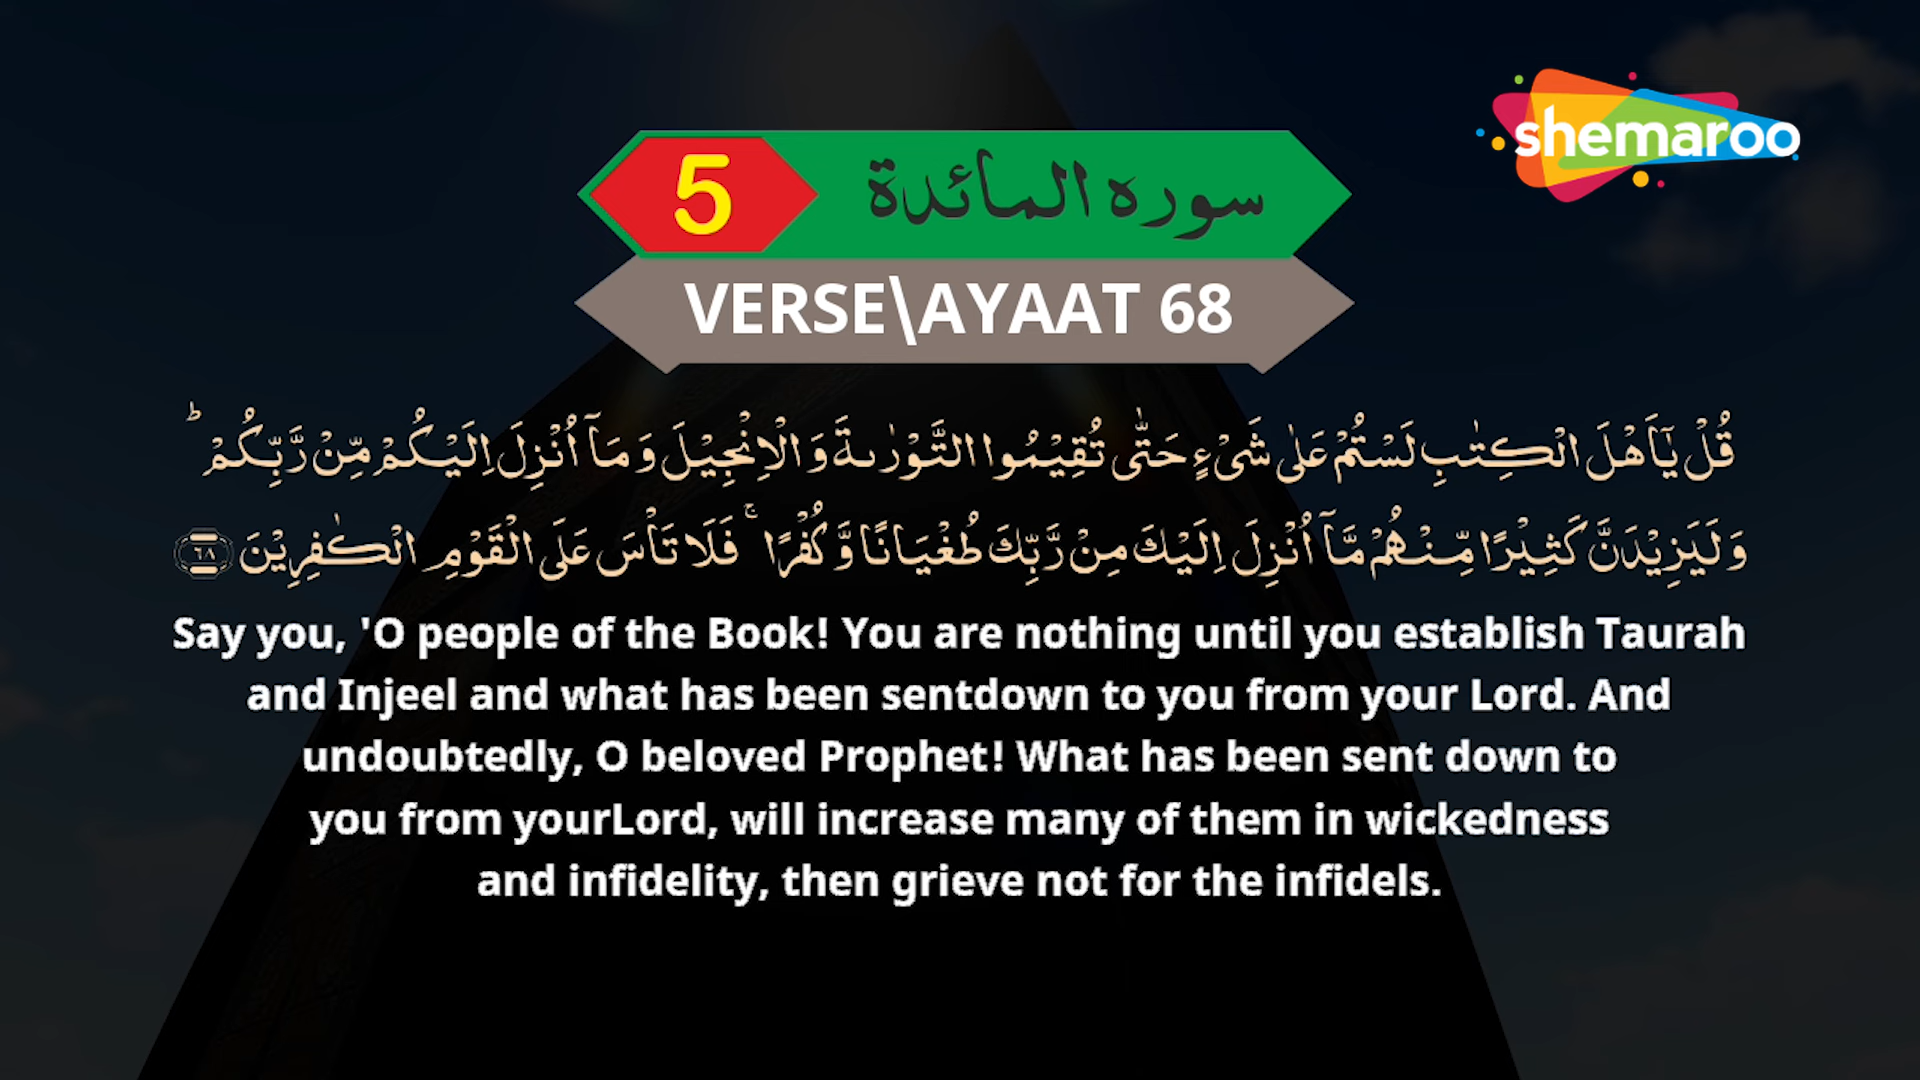 shemaroo
5 سوره المائدة
VERSE\AYAAT 68
قُلْ يٰۤاَهْلَ الْكِتٰبِ لَسْتُمْ عَلٰى شَىْءٍ حَتّٰى تُقِيْمُوا التَّوْرٰىةَ وَالْاِنْجِيْلَ وَمَاۤ اُنْزِلَ اِلَيْكُمْ مِّنْ رَّبِّكُمْ ؕ
وَلَيَزِيْدَنَّ كَثِيْرًا مِّنْهُمْ مَّاۤ اُنْزِلَ اِلَيْكَ مِنْ رَّبِّكَ طُغْيَانًا وَّكُفْرًا ۚ فَلَا تَاْسَ عَلَى الْقَوْمِ الْكٰفِرِيْنَ ۝٦٨
Say you, 'O people of the Book! You are nothing until you establish Taurah
and Injeel and what has been sentdown to you from your Lord. And
undoubtedly, O beloved Prophet! What has been sent down to
you from yourLord, will increase many of them in wickedness
and infidelity, then grieve not for the infidels.